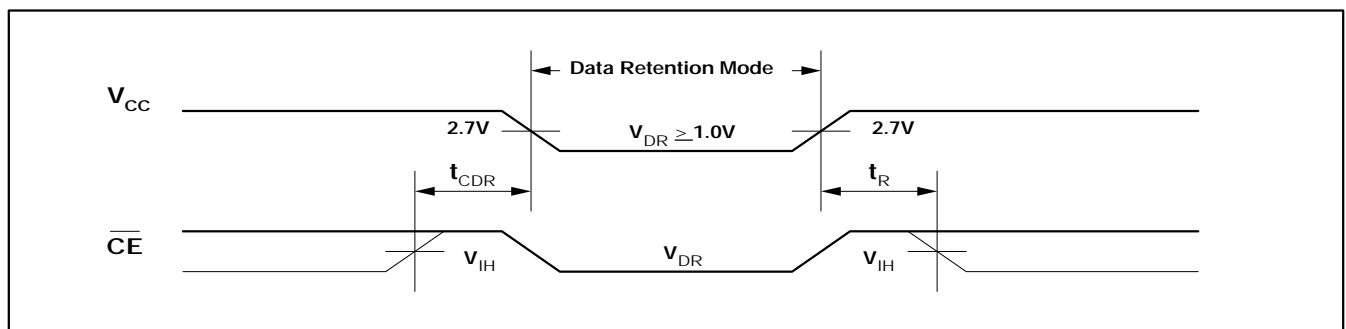 Data Retention Mode
VCC
2.7V
VDR ≥ 1.0V
2.7V
tCDR
tR
CE
VIH
VDR
VIH